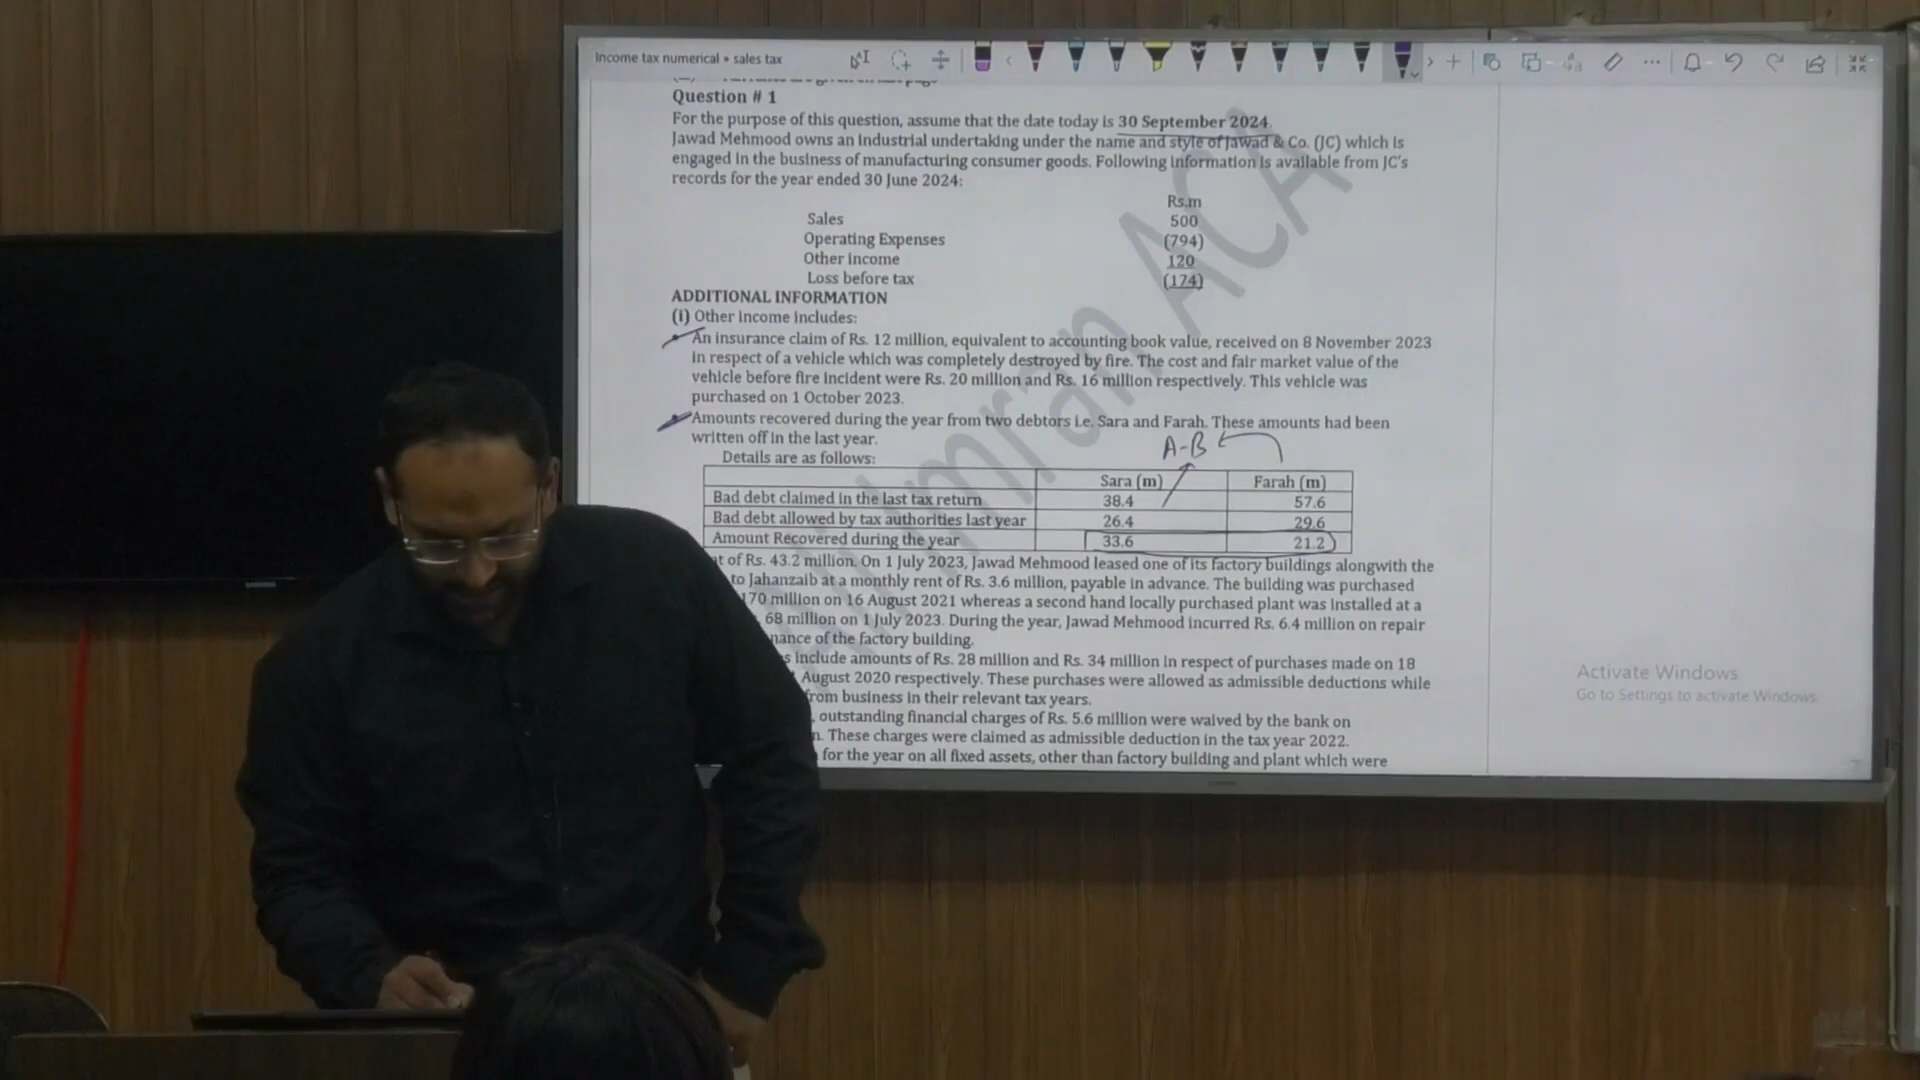 Income tax numerical + sales tax
Question # 1
For the purpose of this question, assume that the date today is 30 September 2024.
Jawad Mehmood owns an industrial undertaking under the name and style of Jawad & Co. (JC) which is
engaged in the business of manufacturing consumer goods. Following information is available from JC's
records for the year ended 30 June 2024:
Rs.m
Sales 500
Operating Expenses (794)
Other income 120
Loss before tax (174)
ADDITIONAL INFORMATION
(i) Other income includes:
An insurance claim of Rs. 12 million, equivalent to accounting book value, received on 8 November 2023
in respect of a vehicle which was completely destroyed by fire. The cost and fair market value of the
vehicle before fire incident were Rs. 20 million and Rs. 16 million respectively. This vehicle was
purchased on 1 October 2023.
Amounts recovered during the year from two debtors i.e. Sara and Farah. These amounts had been
written off in the last year.
A-B
Details are as follows:
Sara (m) Farah (m)
Bad debt claimed in the last tax return 38.4 57.6
Bad debt allowed by tax authorities last year 26.4 29.6
Amount Recovered during the year 33.6 21.2
of Rs. 43.2 million. On 1 July 2023, Jawad Mehmood leased one of its factory buildings alongwith the
to Jahanzaib at a monthly rent of Rs. 3.6 million, payable in advance. The building was purchased
170 million on 16 August 2021 whereas a second hand locally purchased plant was installed at a
68 million on 1 July 2023. During the year, Jawad Mehmood incurred Rs. 6.4 million on repair
nance of the factory building.
s include amounts of Rs. 28 million and Rs. 34 million in respect of purchases made on 18
August 2020 respectively. These purchases were allowed as admissible deductions while
from business in their relevant tax years.
, outstanding financial charges of Rs. 5.6 million were waived by the bank on
n. These charges were claimed as admissible deduction in the tax year 2022.
for the year on all fixed assets, other than factory building and plant which were
Imran ACA
Activate Windows
Go to Settings to activate Windows.
SAMSUNG